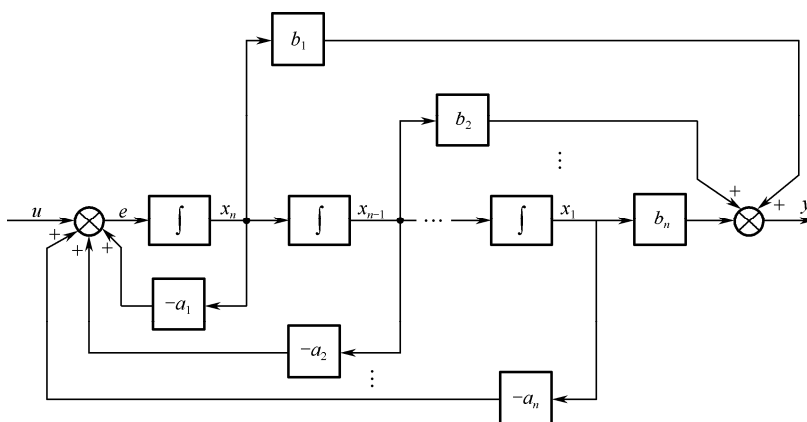 b₁
b₂
⋮
+ +
u e ∫ xₙ ∫ xₙ₋₁ ⋯ ∫ x₁ bₙ y
+ + +
−a₁
−a₂
⋮
−aₙ